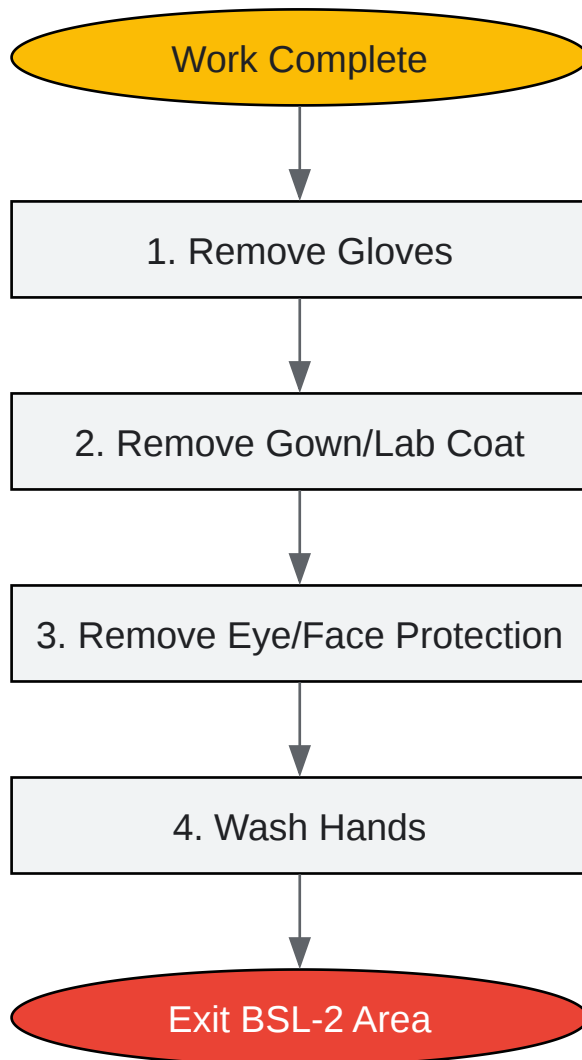 Work Complete
1. Remove Gloves
2. Remove Gown/Lab Coat
3. Remove Eye/Face Protection
4. Wash Hands
Exit BSL-2 Area